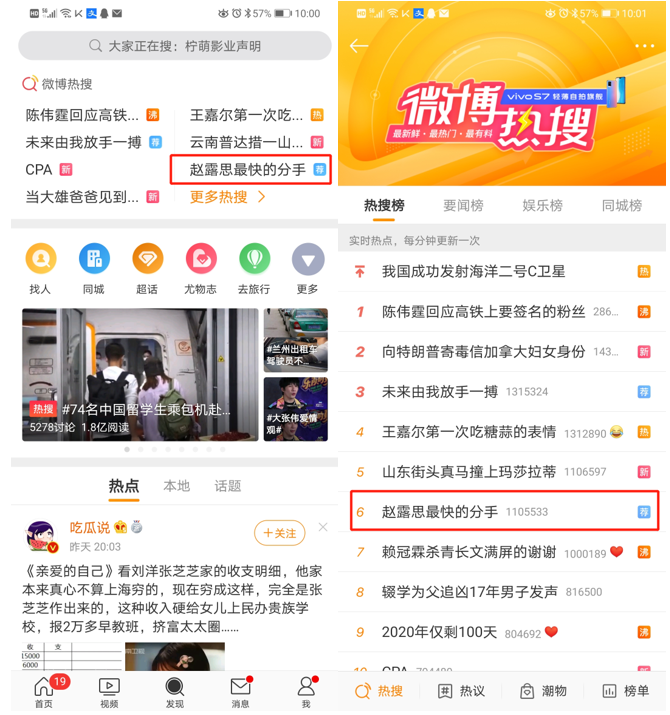 HD 5G 57% 10:00
大家正在搜：柠萌影业声明
微博热搜
陈伟霆回应高铁... 沸
王嘉尔第一次吃... 热
未来由我放手一搏 荐
云南普达措一山... 新
CPA 新
赵露思最快的分手 荐
当大雄爸爸见到... 新
更多热搜 >
找人 同城 超话 尤物志 去旅行 更多
#兰州出租车
驾驶员不...
热搜 #74名中国留学生乘包机赴...
5278讨论 1.8亿阅读
#大张伟爱情
观#
热点 本地 话题
吃瓜说
+关注
昨天 20:03
《亲爱的自己》看刘洋张芝芝家的收支明细，他家
本来真心不算上海穷的，现在穷成这样，完全是张
芝芝作出来的，这种收入硬给女儿上民办贵族学
校，报2万多早教班，挤富太太圈......
收 支
15000
6000
19
首页 视频 发现 消息 我
HD 5G 57% 10:01
微博热搜
vivo S7 轻薄自拍旗舰
最新鲜·最热门·最有料
热搜榜 要闻榜 娱乐榜 同城榜
实时热点，每分钟更新一次
我国成功发射海洋二号C卫星 热
1 陈伟霆回应高铁上要签名的粉丝 286... 沸
2 向特朗普寄毒信加拿大妇女身份 143... 新
3 未来由我放手一搏 1315324 荐
4 王嘉尔第一次吃糖蒜的表情 1312890 😂 热
5 山东街头真马撞上玛莎拉蒂 1106597 新
6 赵露思最快的分手 1105533 荐
7 赖冠霖杀青长文满屏的谢谢 1000189 ❤️ 沸
8 辍学为父追凶17年男子发声 816500
9 2020年仅剩100天 804692 ❤️ 沸
热搜 热议 潮物 榜单